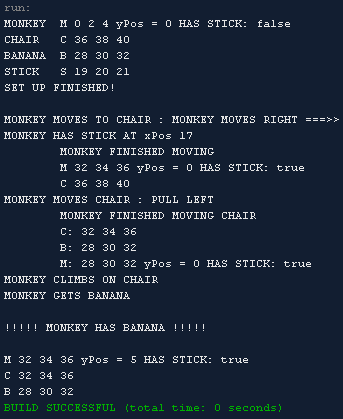 run:
MONKEY  M 0 2 4 yPos = 0 HAS STICK: false
CHAIR   C 36 38 40
BANANA  B 28 30 32
STICK   S 19 20 21
SET UP FINISHED!

MONKEY MOVES TO CHAIR : MONKEY MOVES RIGHT ===>>
MONKEY HAS STICK AT xPos 17
        MONKEY FINISHED MOVING
        M 32 34 36 yPos = 0 HAS STICK: true
        C 36 38 40
MONKEY MOVES CHAIR : PULL LEFT
        MONKEY FINISHED MOVING CHAIR
        C: 32 34 36
        B: 28 30 32
        M: 28 30 32 yPos = 0 HAS STICK: true
MONKEY CLIMBS ON CHAIR
MONKEY GETS BANANA

!!!!! MONKEY HAS BANANA !!!!!

M 32 34 36 yPos = 5 HAS STICK: true
C 32 34 36
B 28 30 32
BUILD SUCCESSFUL (total time: 0 seconds)